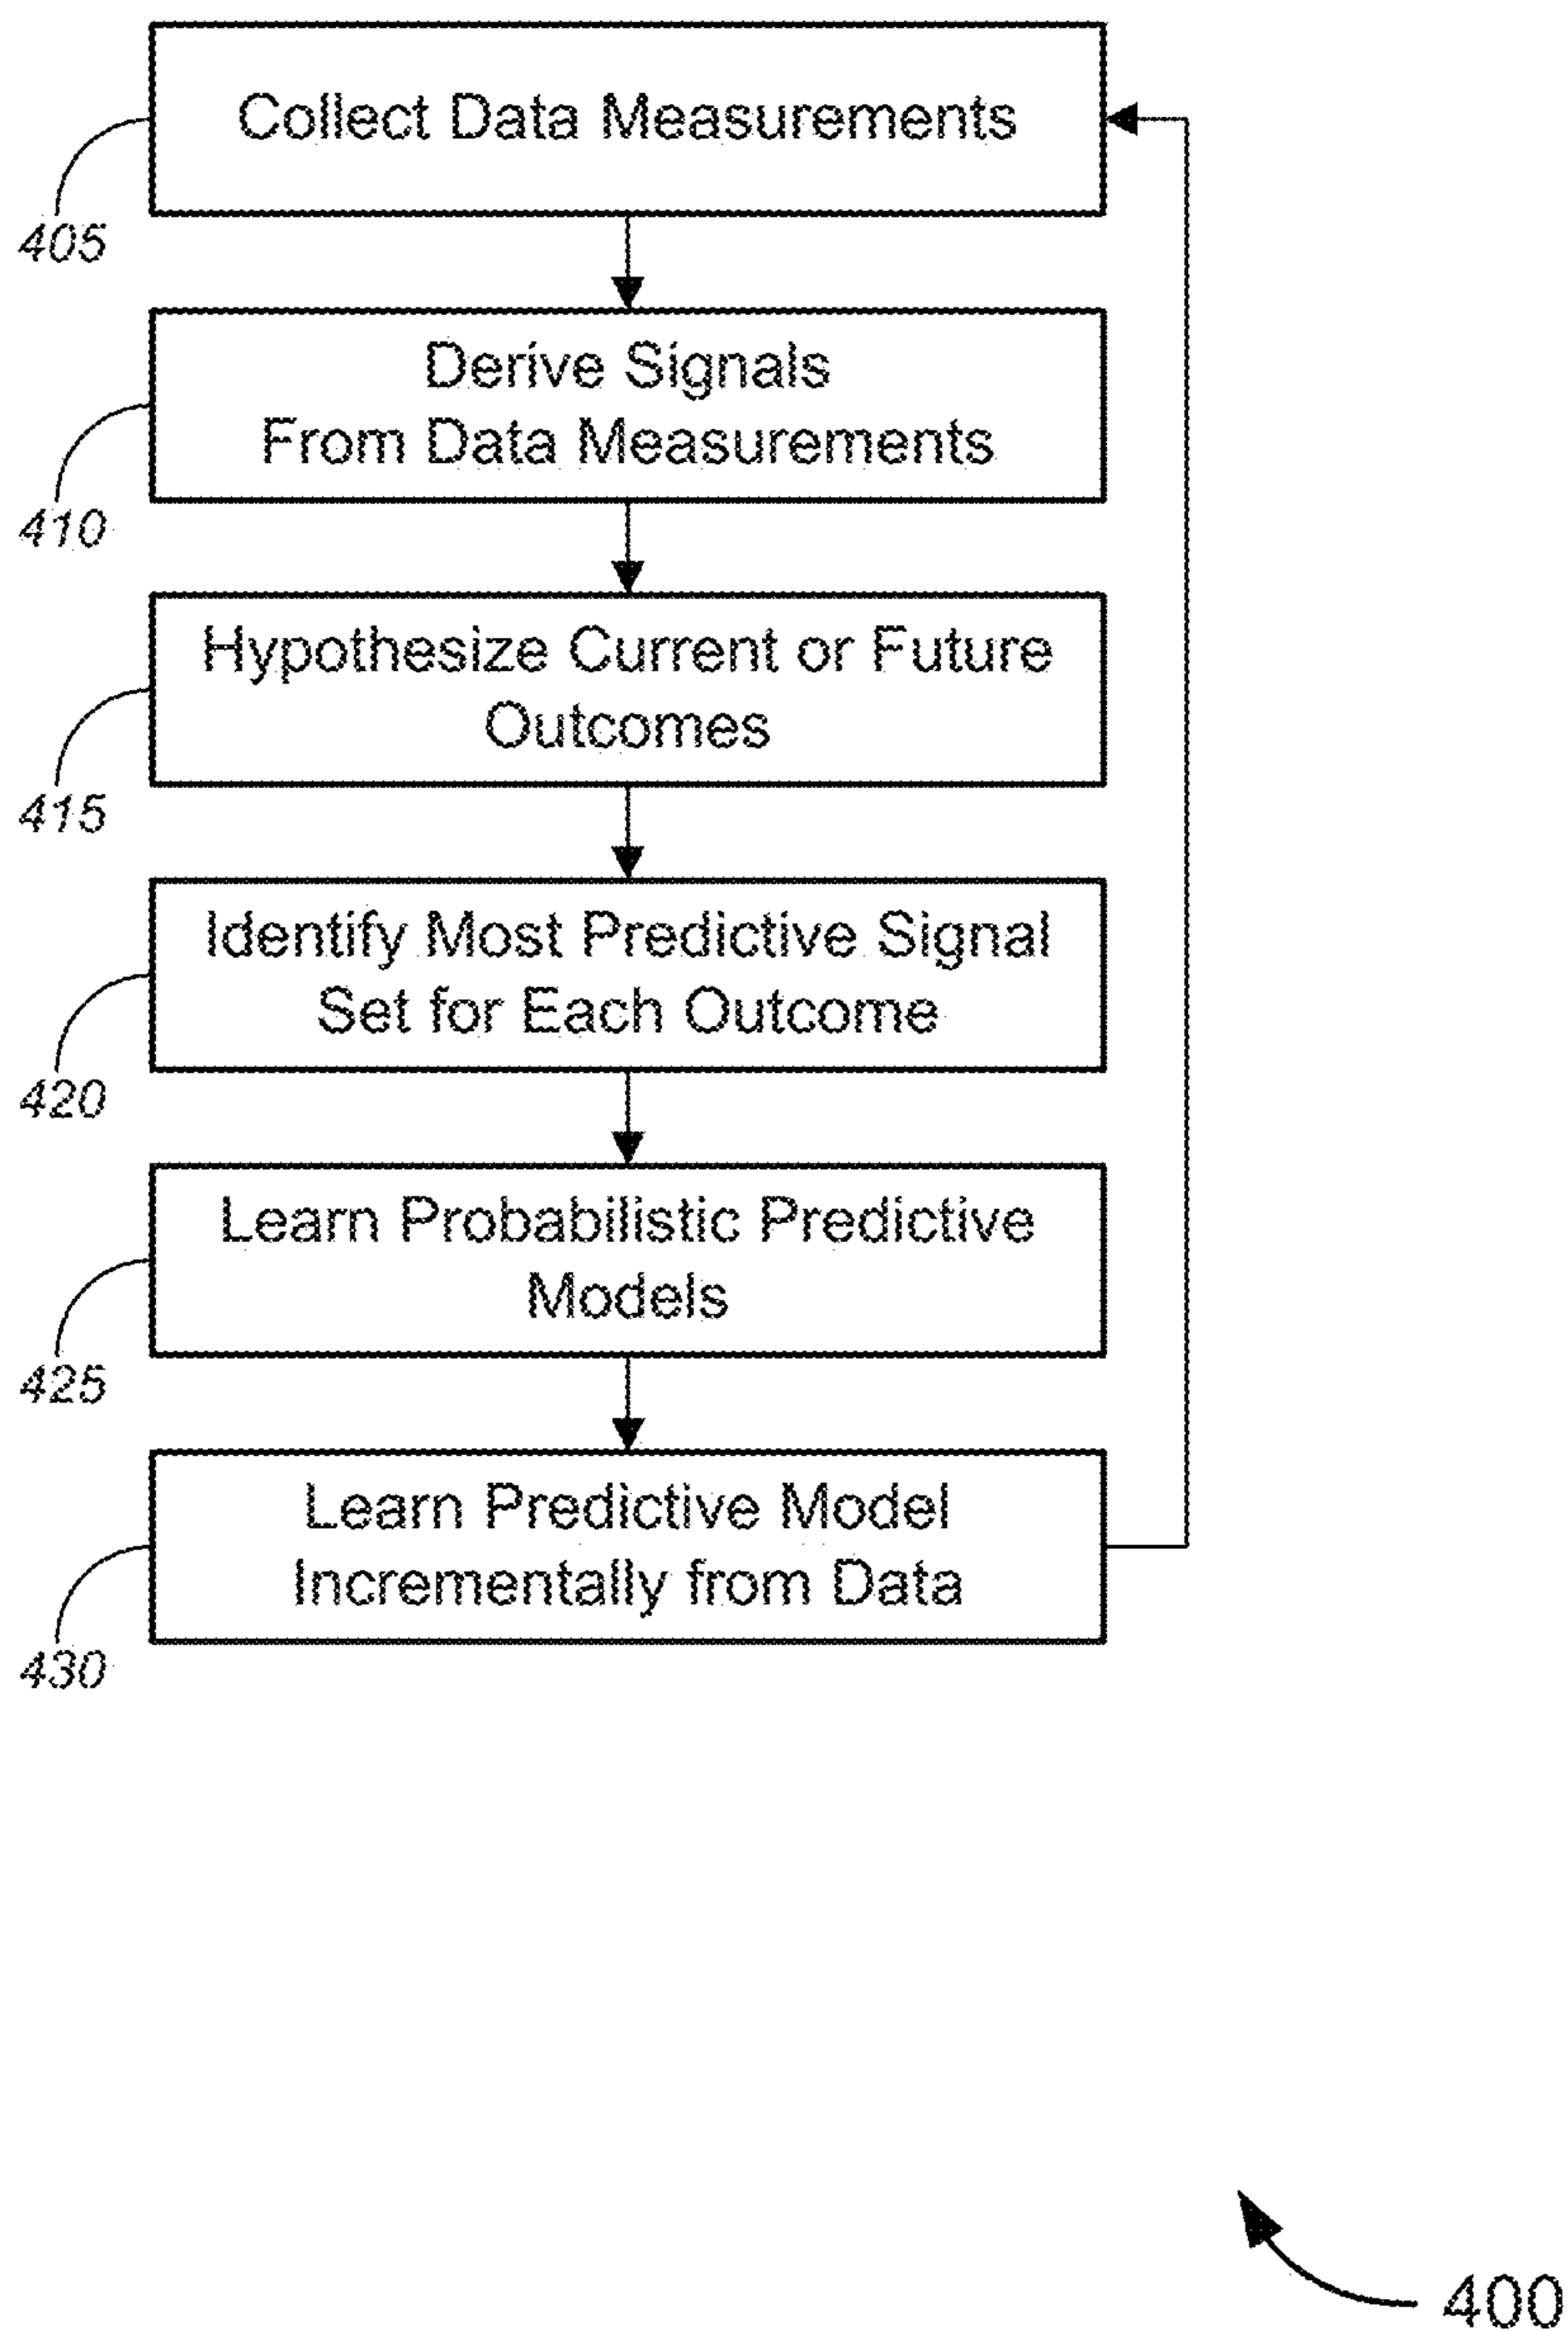 Collect Data Measurements
405
Derive Signals
From Data Measurements
410
Hypothesize Current or Future
Outcomes
415
Identify Most Predictive Signal
Set for Each Outcome
420
Learn Probabilistic Predictive
Models
425
Learn Predictive Model
Incrementally from Data
430
400